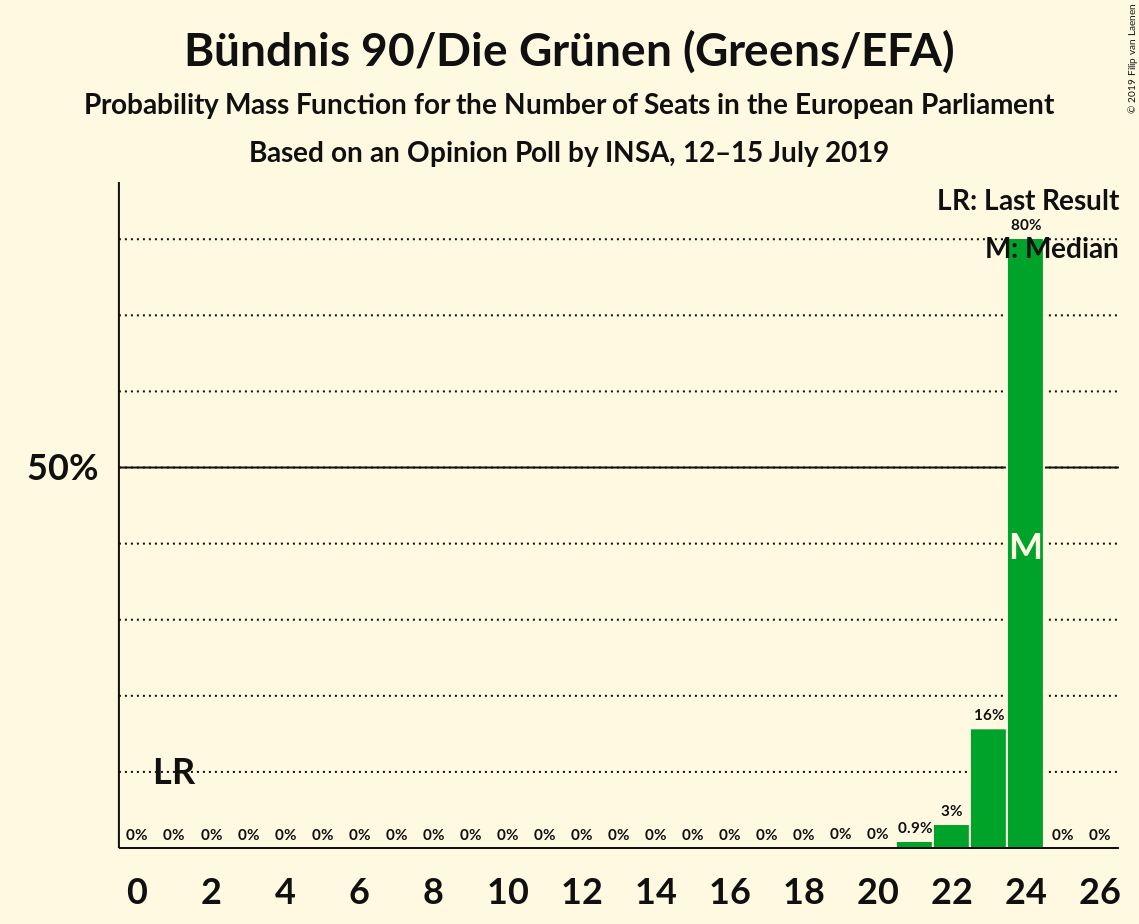 Bündnis 90/Die Grünen (Greens/EFA)
Probability Mass Function for the Number of Seats in the European Parliament
Based on an Opinion Poll by INSA, 12–15 July 2019
© 2019 Filip van Laenen
LR: Last Result
80%
M: Median
50%
M
16%
LR
3%
0% 0% 0% 0% 0% 0% 0% 0% 0% 0% 0% 0% 0% 0% 0% 0% 0% 0% 0% 0% 0% 0.9% 0% 0%
0 2 4 6 8 10 12 14 16 18 20 22 24 26